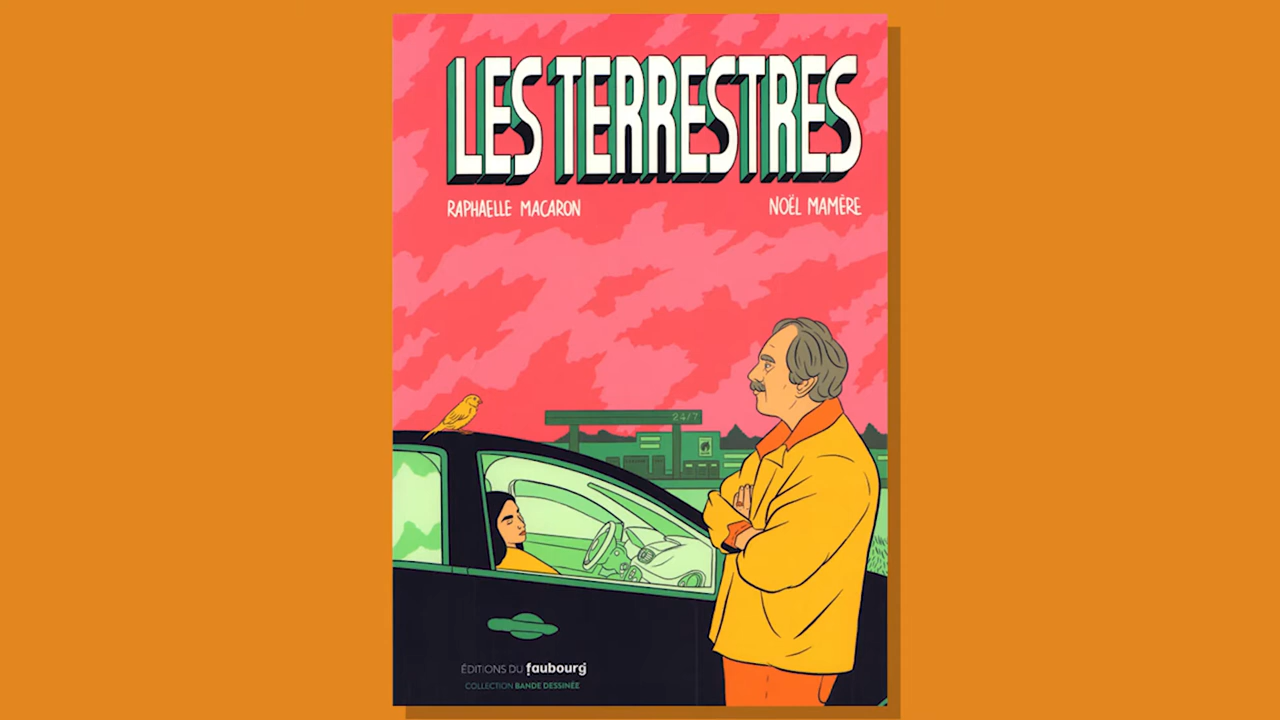 LES TERRESTRES
RAPHAELLE MACARON
NOËL MAMÈRE
24/7
ÉDITIONS DU faubourg
COLLECTION BANDE DESSINÉE